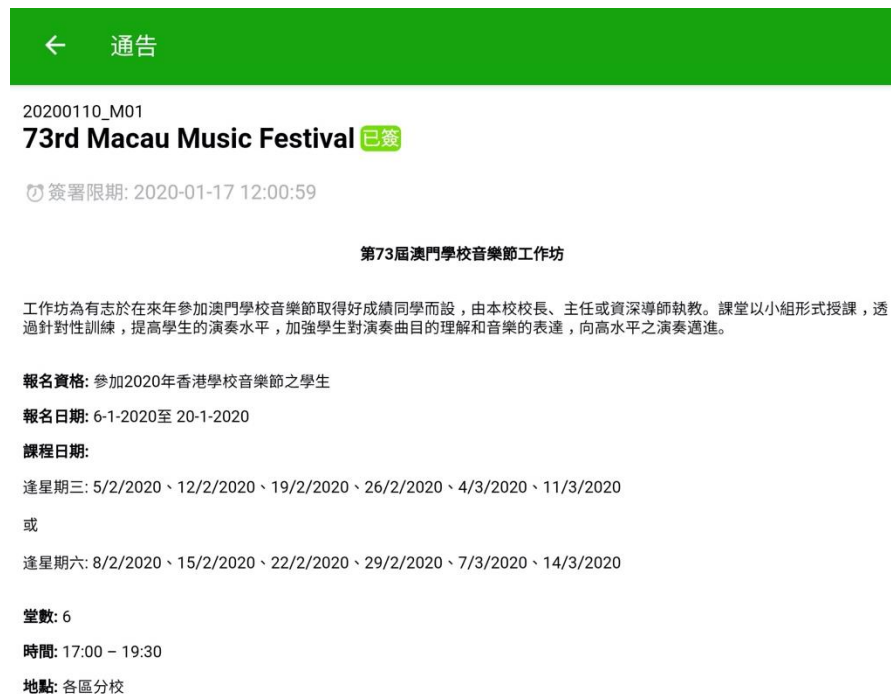 通告
20200110_M01
73rd Macau Music Festival 已簽
簽署限期: 2020-01-17 12:00:59
第73屆澳門學校音樂節工作坊
工作坊為有志於在來年參加澳門學校音樂節取得好成績同學而設，由本校校長、主任或資深導師執教。課堂以小組形式授課，透
過針對性訓練，提高學生的演奏水平，加強學生對演奏曲目的理解和音樂的表達，向高水平之演奏邁進。
報名資格: 參加2020年香港學校音樂節之學生
報名日期: 6-1-2020至 20-1-2020
課程日期:
逢星期三: 5/2/2020、12/2/2020、19/2/2020、26/2/2020、4/3/2020、11/3/2020
或
逢星期六: 8/2/2020、15/2/2020、22/2/2020、29/2/2020、7/3/2020、14/3/2020
堂數: 6
時間: 17:00 – 19:30
地點: 各區分校